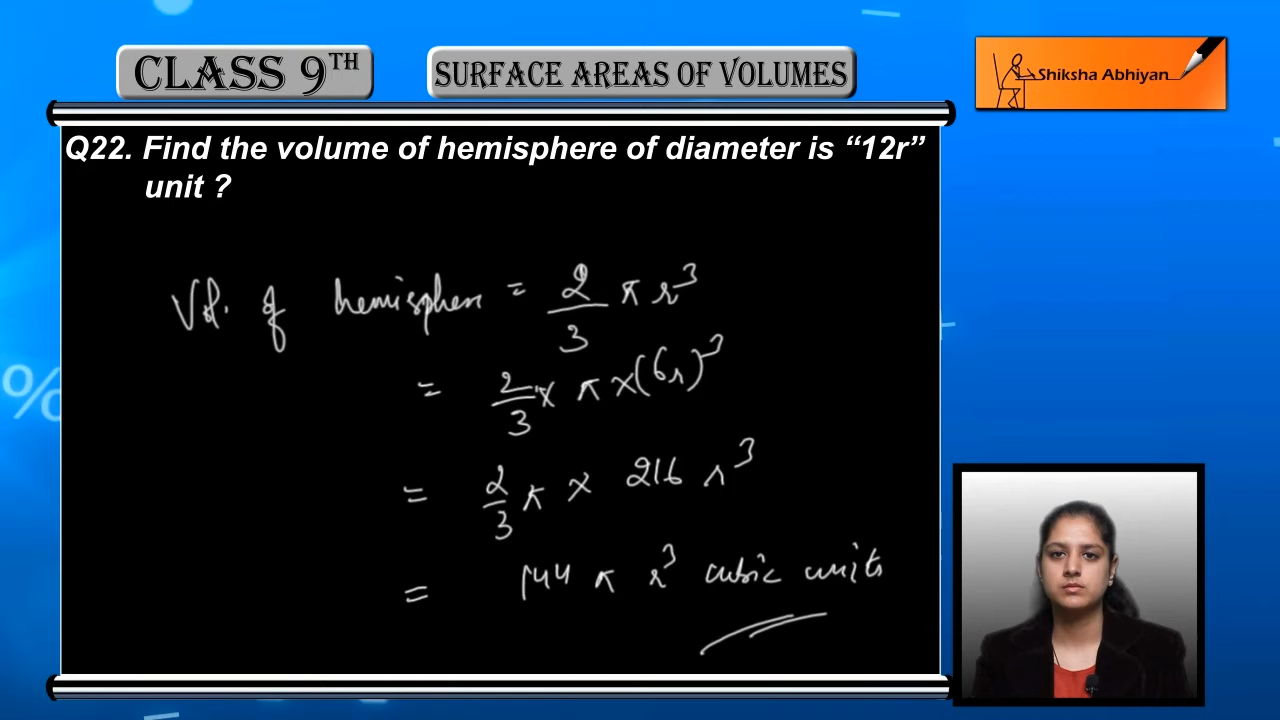 CLASS 9TH
SURFACE AREAS OF VOLUMES
Shiksha Abhiyan
Q22. Find the volume of hemisphere of diameter is “12r”
unit ?
Vol. of hemisphere = 2/3 π r³
= 2/3 × π × (6r)³
= 2/3 π × 216 r³
= 144 π r³ cubic units
%